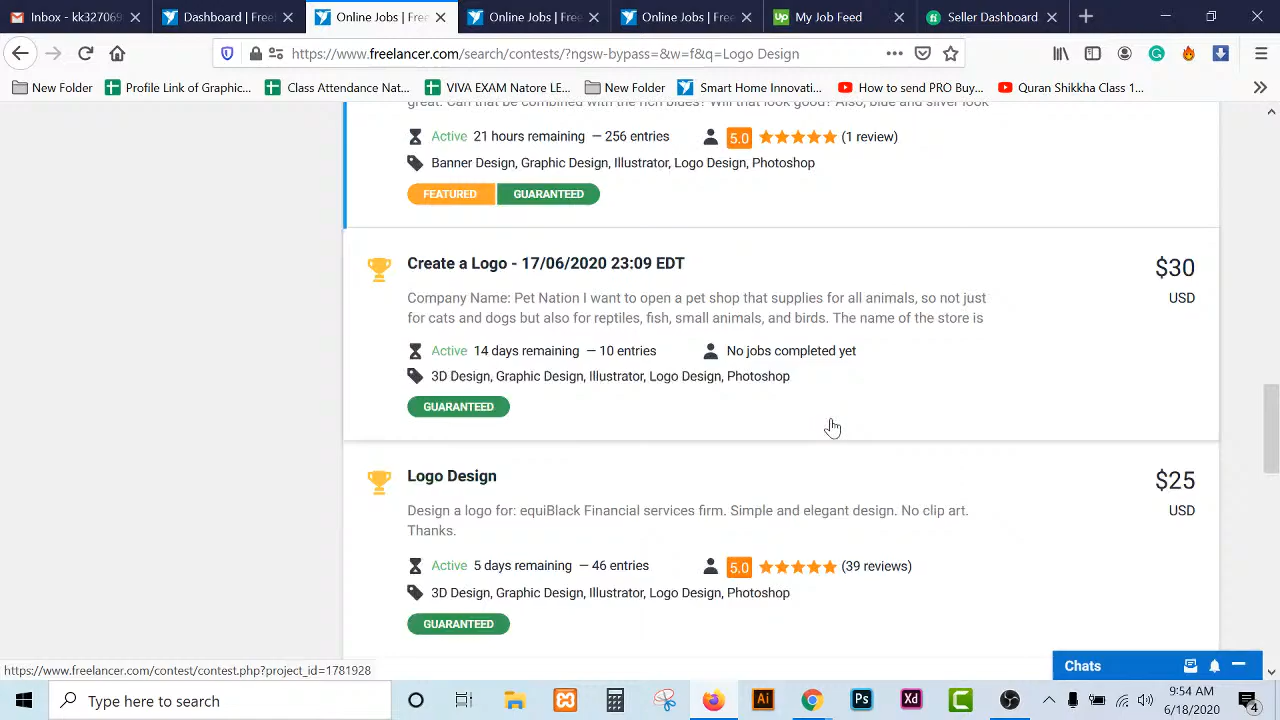 Inbox - kk327069
Dashboard | Free
Online Jobs | Fre
Online Jobs | Fre
Online Jobs | Fre
Up My Job Feed
fi Seller Dashboard
https://www.freelancer.com/search/contests/?ngsw-bypass=&w=f&q=Logo Design
New Folder
Profile Link of Graphic...
Class Attendance Nat...
VIVA EXAM Natore LE...
New Folder
Smart Home Innovati...
How to send PRO Buy...
Quran Shikkha Class 1...
great. Can that be combined with the rich blues? Will that look good? Also, blue and silver look
Active 21 hours remaining — 256 entries 5.0 (1 review)
Banner Design, Graphic Design, Illustrator, Logo Design, Photoshop
FEATURED GUARANTEED
Create a Logo - 17/06/2020 23:09 EDT $30
Company Name: Pet Nation I want to open a pet shop that supplies for all animals, so not just USD
for cats and dogs but also for reptiles, fish, small animals, and birds. The name of the store is
Active 14 days remaining — 10 entries No jobs completed yet
3D Design, Graphic Design, Illustrator, Logo Design, Photoshop
GUARANTEED
Logo Design $25
Design a logo for: equiBlack Financial services firm. Simple and elegant design. No clip art. USD
Thanks.
Active 5 days remaining — 46 entries 5.0 (39 reviews)
3D Design, Graphic Design, Illustrator, Logo Design, Photoshop
GUARANTEED
https://www.freelancer.com/contest/contest.php?project_id=1781928
Chats
Type here to search
Ai
Ps
Xd
9:54 AM
6/18/2020
4